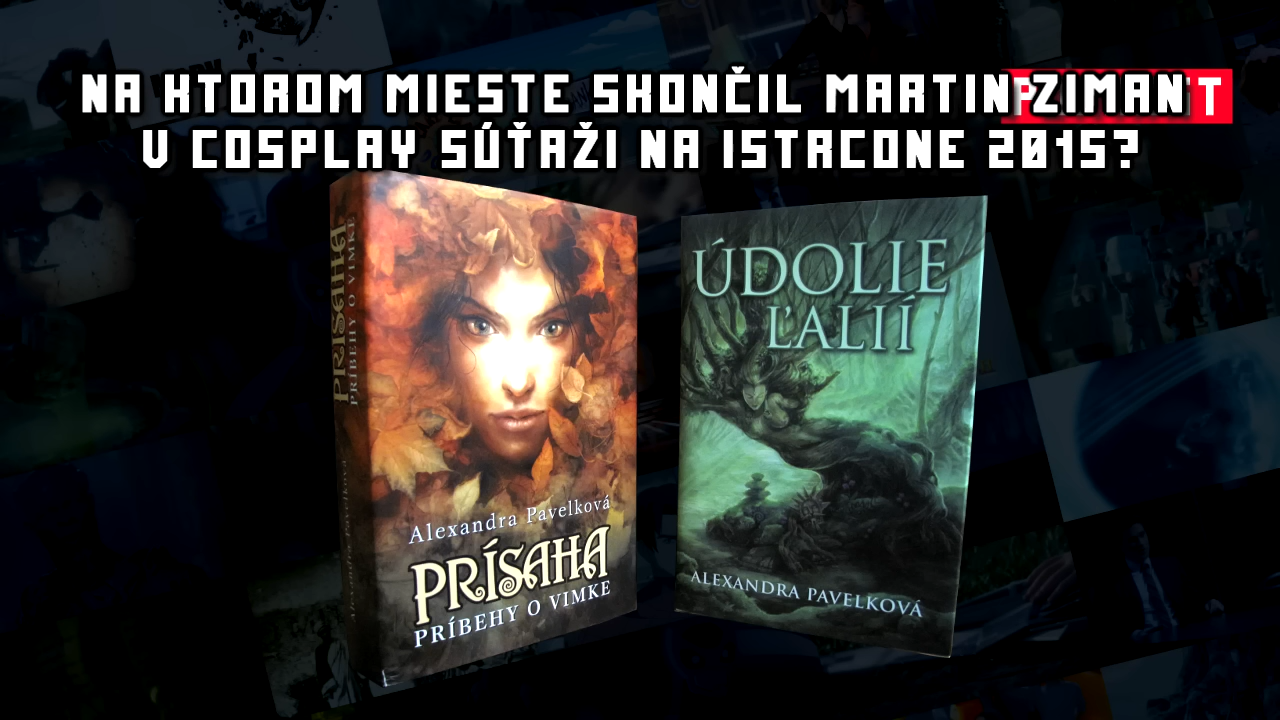 NA KTOROM MIESTE SKONČIL MARTIN ZIMAN
V COSPLAY SÚŤAŽI NA ISTRCONE 2015?
PRÍSAHA
PRÍBEHY O VIMKE
Alexandra Pavelková
Alexandra Pavelková
PRÍSAHA
PRÍBEHY O VIMKE
ÚDOLIE
ĽALIÍ
ALEXANDRA PAVELKOVÁ